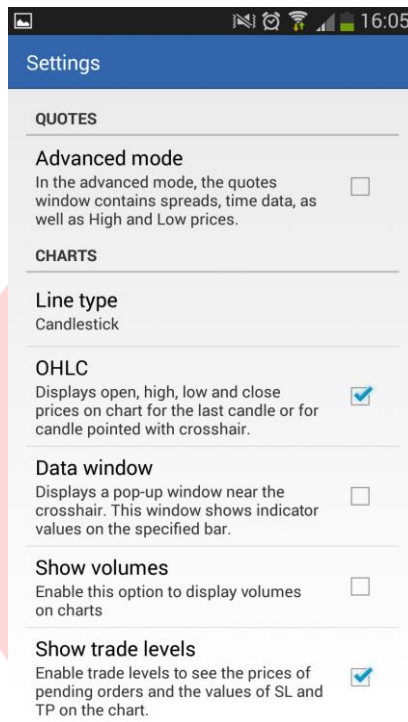 16:05
Settings
QUOTES
Advanced mode
In the advanced mode, the quotes
window contains spreads, time data, as
well as High and Low prices.
CHARTS
Line type
Candlestick
OHLC
Displays open, high, low and close
prices on chart for the last candle or for
candle pointed with crosshair.
Data window
Displays a pop-up window near the
crosshair. This window shows indicator
values on the specified bar.
Show volumes
Enable this option to display volumes
on charts
Show trade levels
Enable trade levels to see the prices of
pending orders and the values of SL and
TP on the chart.